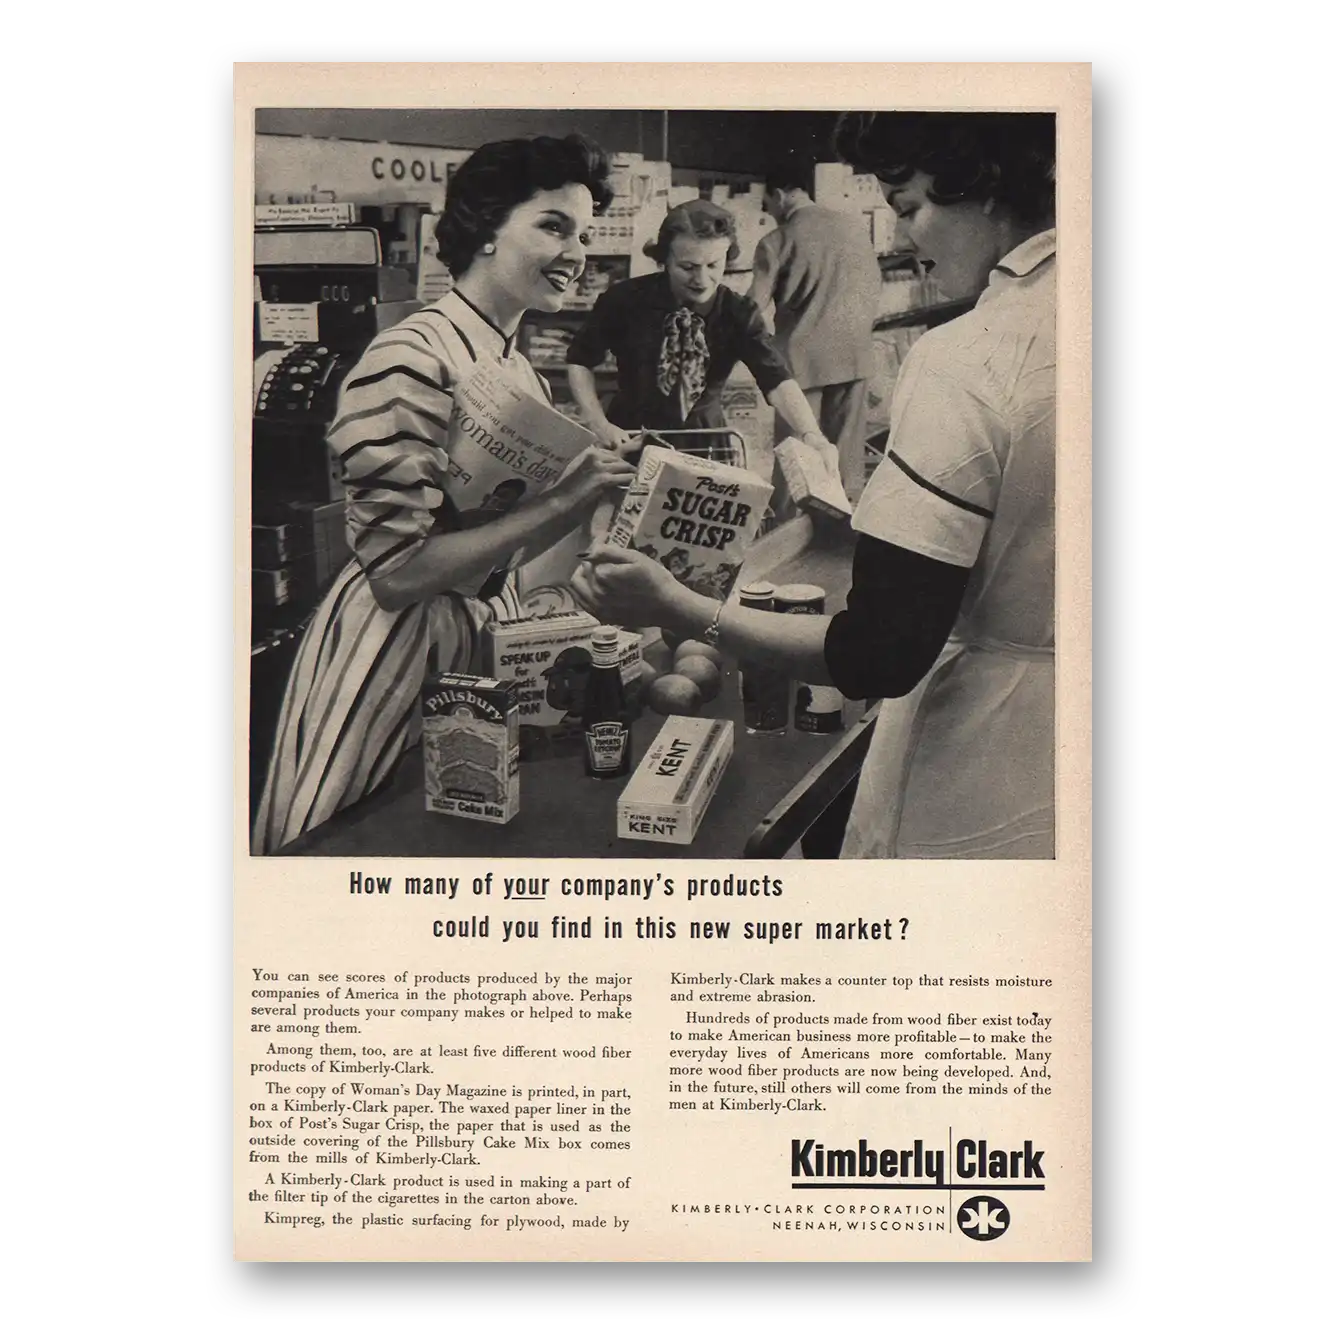 COOLE
should you get your
woman's day
Post's
SUGAR
CRISP
SPEAK UP
for
Pillsbury
Cake Mix
HEINZ
TOMATO
KETCHUP
KENT
KING SIZE
KENT
How many of your company's products
could you find in this new super market?
You can see scores of products produced by the major
companies of America in the photograph above. Perhaps
several products your company makes or helped to make
are among them.
Among them, too, are at least five different wood fiber
products of Kimberly-Clark.
The copy of Woman's Day Magazine is printed, in part,
on a Kimberly-Clark paper. The waxed paper liner in the
box of Post's Sugar Crisp, the paper that is used as the
outside covering of the Pillsbury Cake Mix box comes
from the mills of Kimberly-Clark.
A Kimberly-Clark product is used in making a part of
the filter tip of the cigarettes in the carton above.
Kimpreg, the plastic surfacing for plywood, made by
Kimberly-Clark makes a counter top that resists moisture
and extreme abrasion.
Hundreds of products made from wood fiber exist today
to make American business more profitable—to make the
everyday lives of Americans more comfortable. Many
more wood fiber products are now being developed. And,
in the future, still others will come from the minds of the
men at Kimberly-Clark.
Kimberly Clark
KIMBERLY•CLARK CORPORATION
NEENAH, WISCONSIN